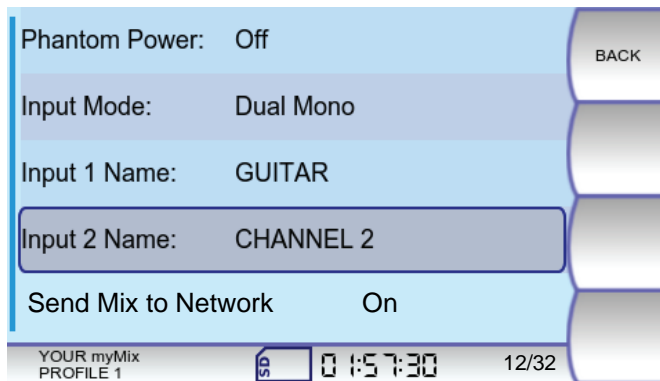 Phantom Power: Off
BACK
Input Mode: Dual Mono
Input 1 Name: GUITAR
Input 2 Name: CHANNEL 2
Send Mix to Network On
YOUR myMix
PROFILE 1
SD
01:57:30
12/32